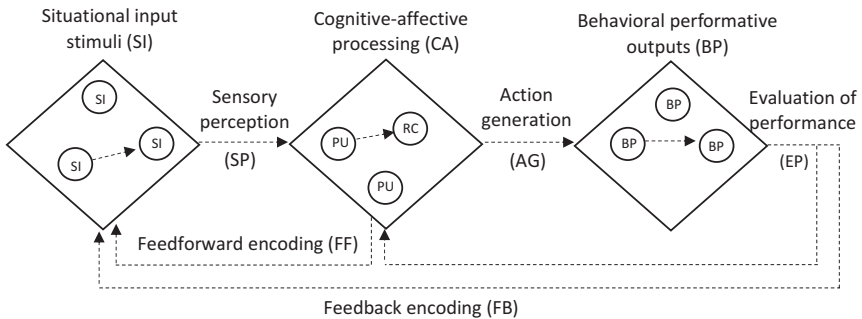 Situational input
stimuli (SI)
Cognitive-affective
processing (CA)
Behavioral performative
outputs (BP)
SI
SI
SI
Sensory
perception
(SP)
PU
RC
PU
Action
generation
(AG)
BP
BP
BP
Evaluation of
performance
(EP)
Feedforward encoding (FF)
Feedback encoding (FB)